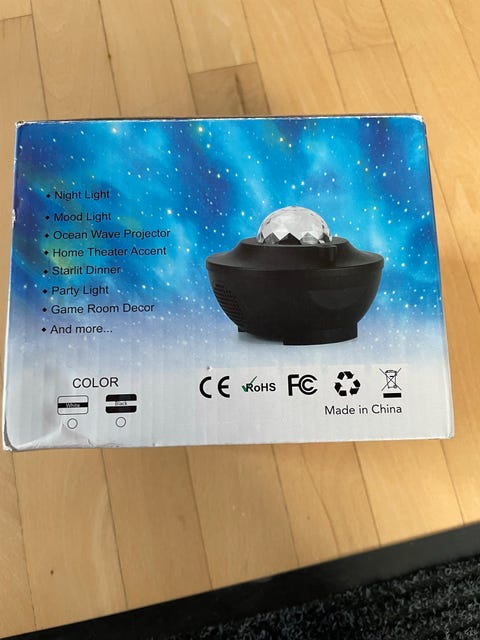 Night Light
Mood Light
Ocean Wave Projector
Home Theater Accent
Starlit Dinner
Party Light
Game Room Decor
And more...
COLOR
White
Black
CE
RoHS
FC
Made in China